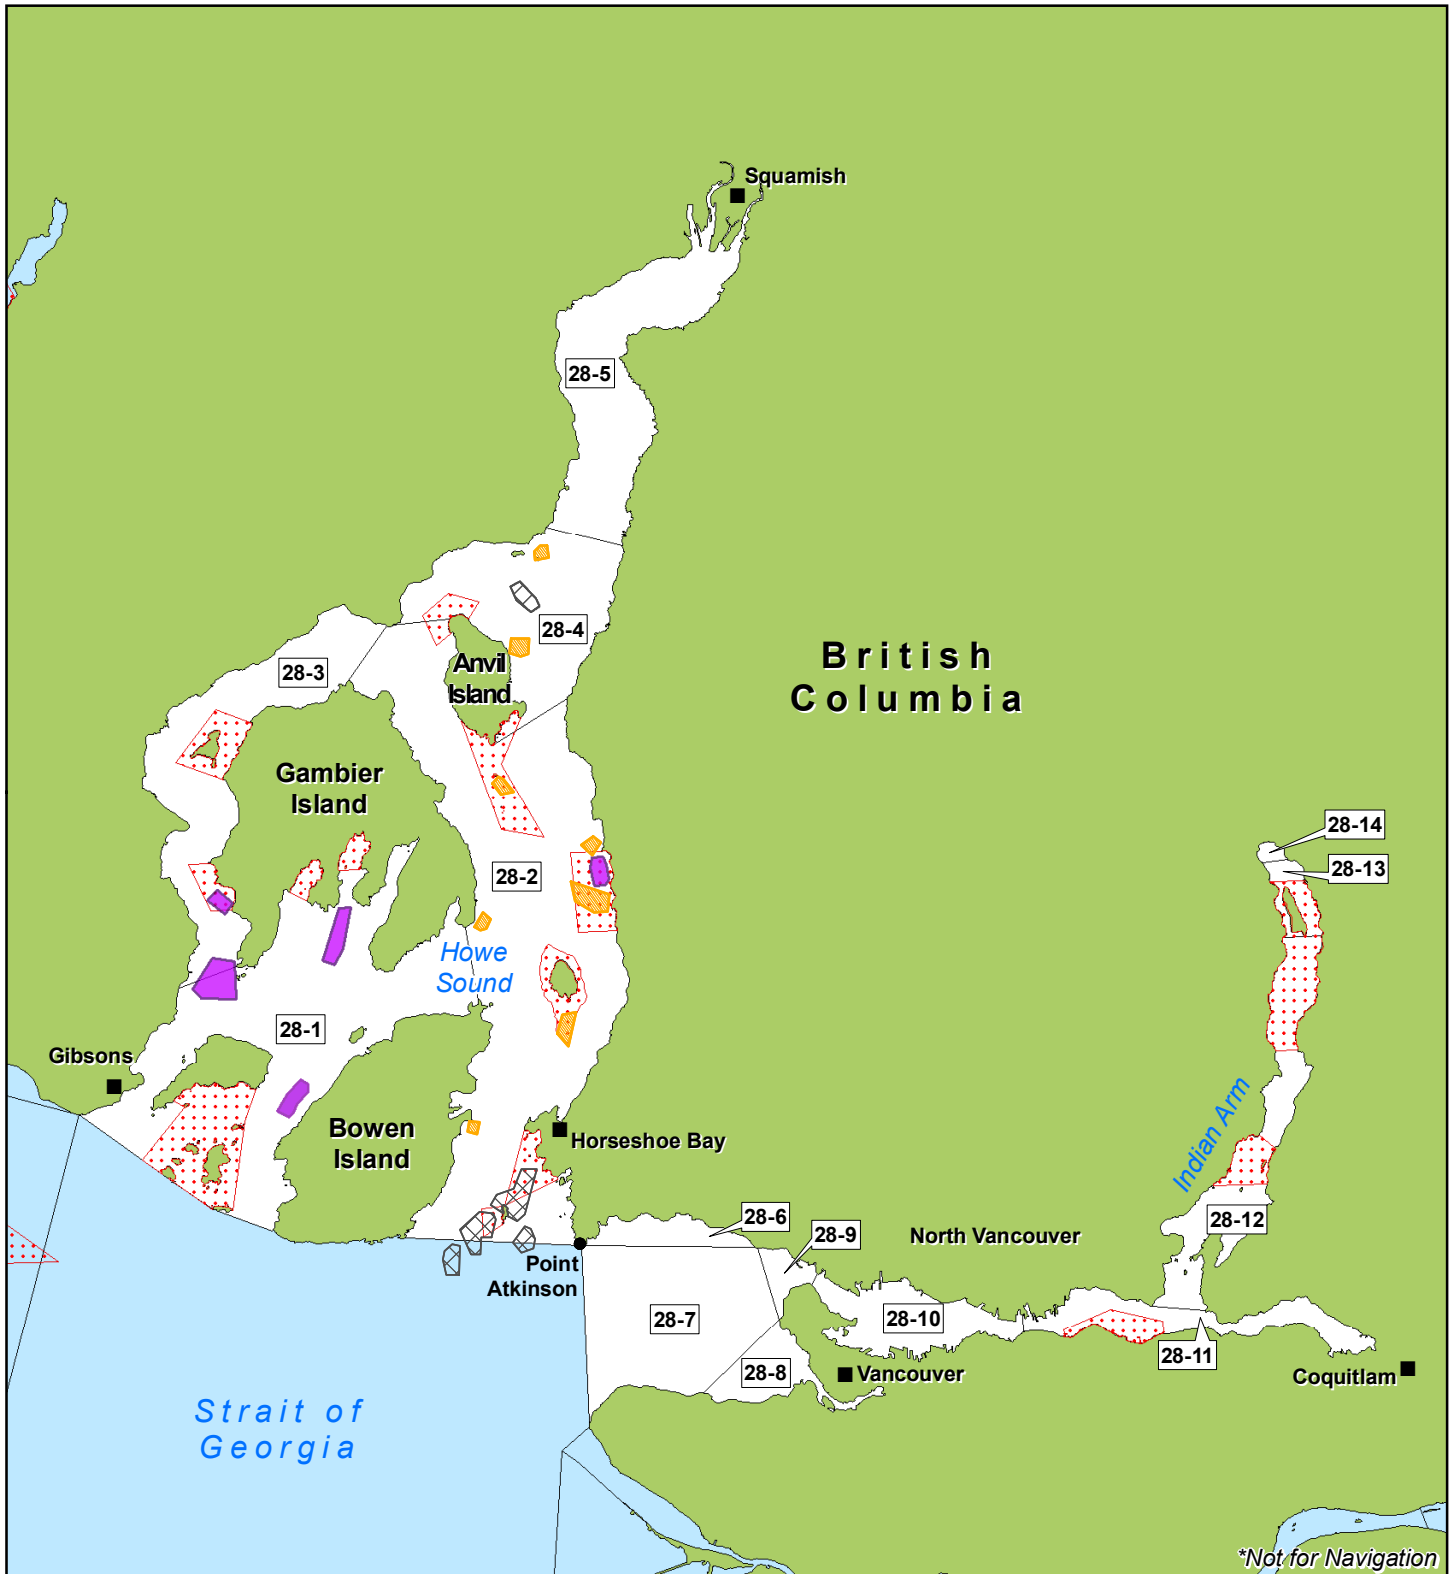 Squamish
28-5
28-4
British
Columbia
28-3
Anvil
Island
Gambier
Island
28-14
28-13
28-2
Howe
Sound
28-1
Gibsons
Bowen
Island
Horseshoe Bay
Indian Arm
28-6
28-9
North Vancouver
28-12
Point
Atkinson
28-7
28-10
28-11
28-8
Vancouver
Coquitlam
Strait of
Georgia
*Not for Navigation